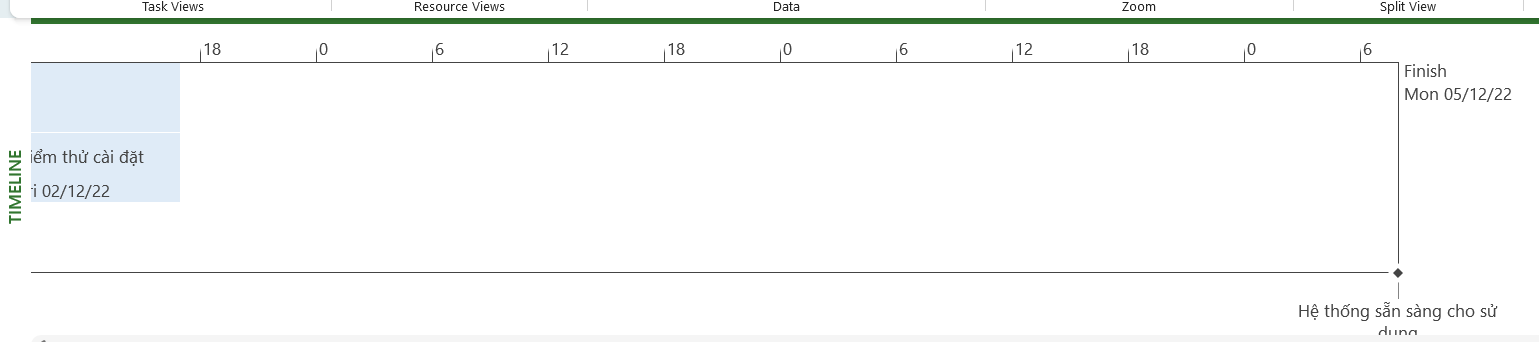 Task Views
Resource Views
Data
Zoom
Split View
18 0 6 12 18 0 6 12 18 0 6
Finish
Mon 05/12/22
TIMELINE
iểm thử cài đặt
ri 02/12/22
Hệ thống sẵn sàng cho sử
dụng